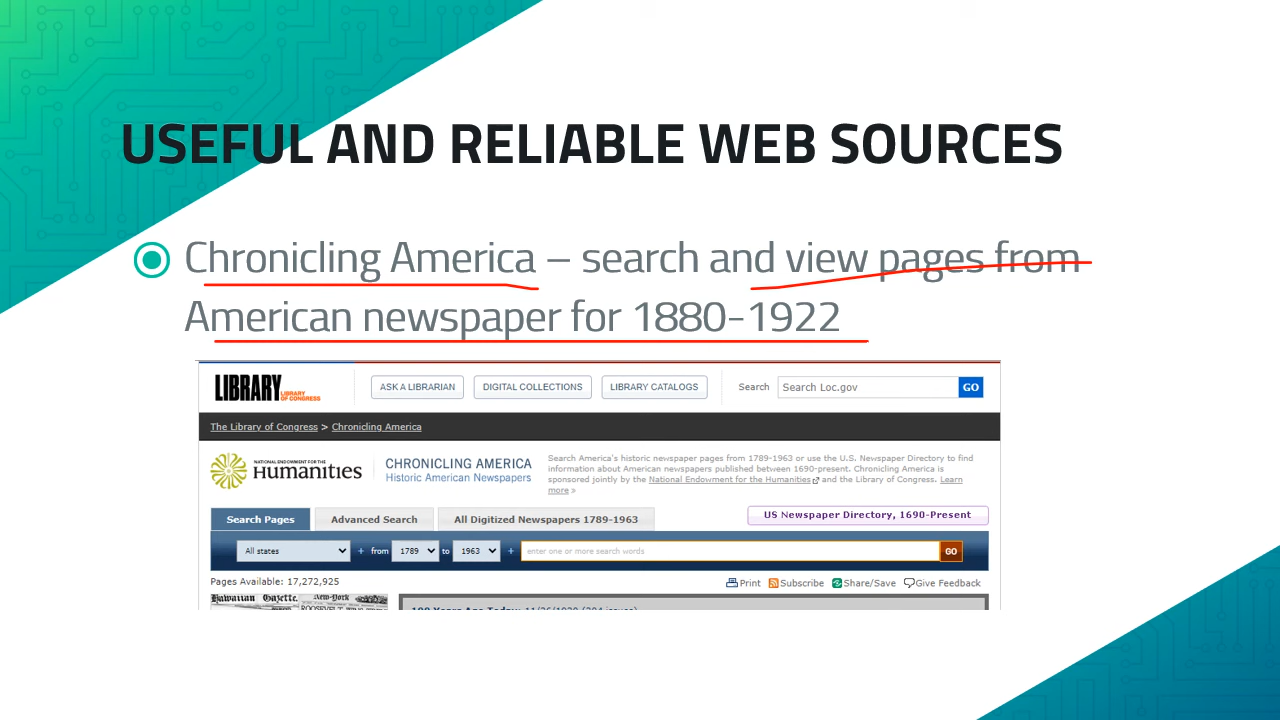 USEFUL AND RELIABLE WEB SOURCES
Chronicling America – search and view pages from
American newspaper for 1880-1922
LIBRARY LIBRARY OF CONGRESS
ASK A LIBRARIAN DIGITAL COLLECTIONS LIBRARY CATALOGS Search Search Loc.gov GO
The Library of Congress > Chronicling America
NATIONAL ENDOWMENT FOR THE
Humanities
CHRONICLING AMERICA
Historic American Newspapers
Search America's historic newspaper pages from 1789-1963 or use the U.S. Newspaper Directory to find
information about American newspapers published between 1690-present. Chronicling America is
sponsored jointly by the National Endowment for the Humanities and the Library of Congress. Learn
more »
Search Pages Advanced Search All Digitized Newspapers 1789-1963 US Newspaper Directory, 1690-Present
All states + from 1789 to 1963 + enter one or more search words GO
Pages Available: 17,272,925 Print Subscribe Share/Save Give Feedback
Hawaiian Gazette. New-York
ROOSEVELT
100 Years Ago Today: